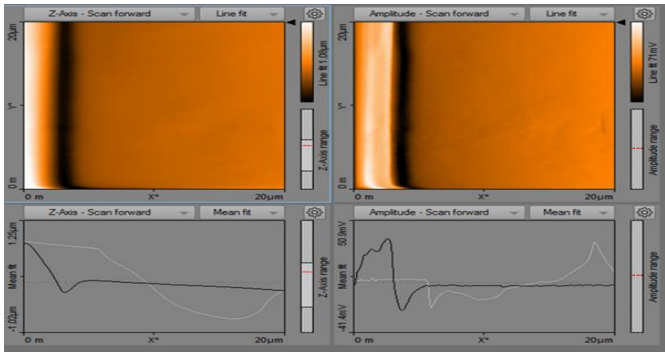 Z-Axis - Scan forward
Line fit
20µm
Y*
0 m
0 m
X*
20µm
Line fit 1.08µm
Z-Axis range
Amplitude - Scan forward
Line fit
20µm
Y*
0 m
0 m
X*
20µm
Line fit 71mV
Amplitude range
Z-Axis - Scan forward
Mean fit
1.25µm
Mean fit
-1.02µm
0 m
X*
20µm
Z-Axis range
Amplitude - Scan forward
Mean fit
50.9mV
Mean fit
-41.4mV
0 m
X*
20µm
Amplitude range